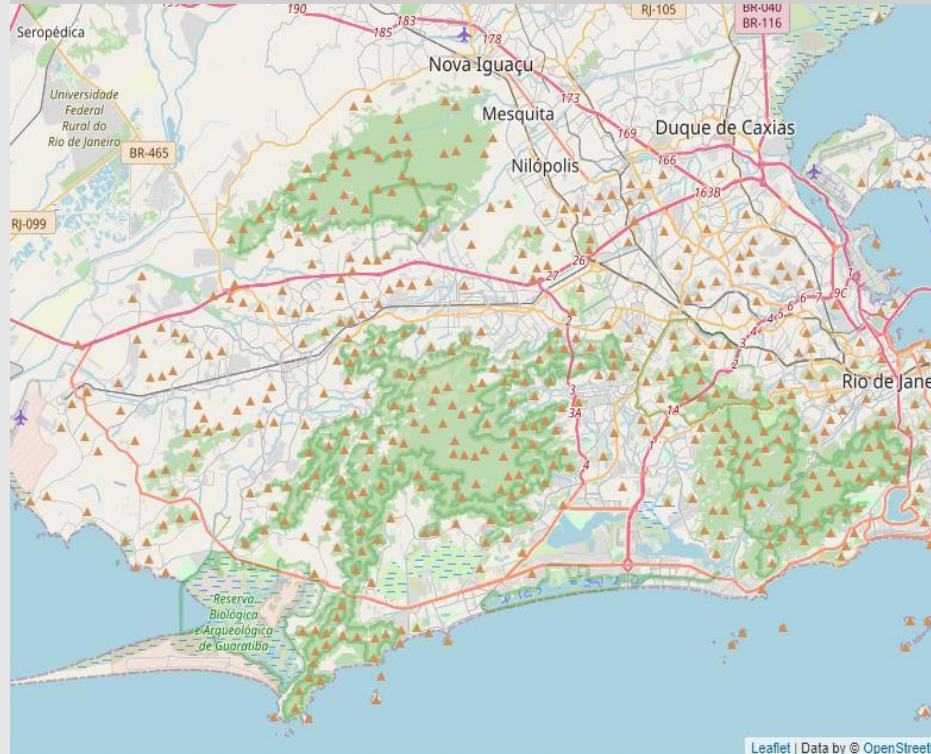 190
183
185
178
RJ-105
BR-040
BR-116
Seropédica
Nova Iguaçu
Universidade
Federal
Rural do
Rio de Janeiro
173
Mesquita
169
Duque de Caxias
BR-465
166
Nilópolis
163B
RJ-099
26
27
9C
7
6
6
5
4
4
3
2
2
1A
Rio de Jane
3
3A
1
4
Reserva
Biológica
e Arqueológica
de Guaratiba
Leaflet | Data by © OpenStreet